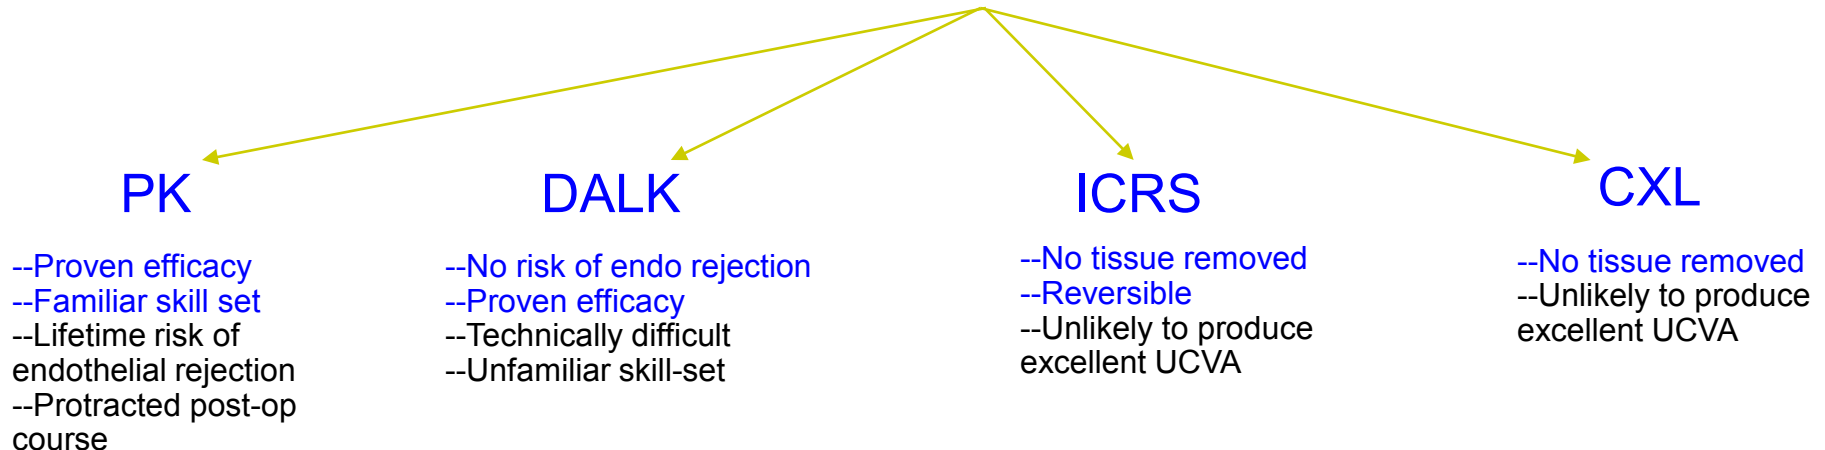 PK
--Proven efficacy
--Familiar skill set
--Lifetime risk of
endothelial rejection
--Protracted post-op
course
DALK
--No risk of endo rejection
--Proven efficacy
--Technically difficult
--Unfamiliar skill-set
ICRS
--No tissue removed
--Reversible
--Unlikely to produce
excellent UCVA
CXL
--No tissue removed
--Unlikely to produce
excellent UCVA